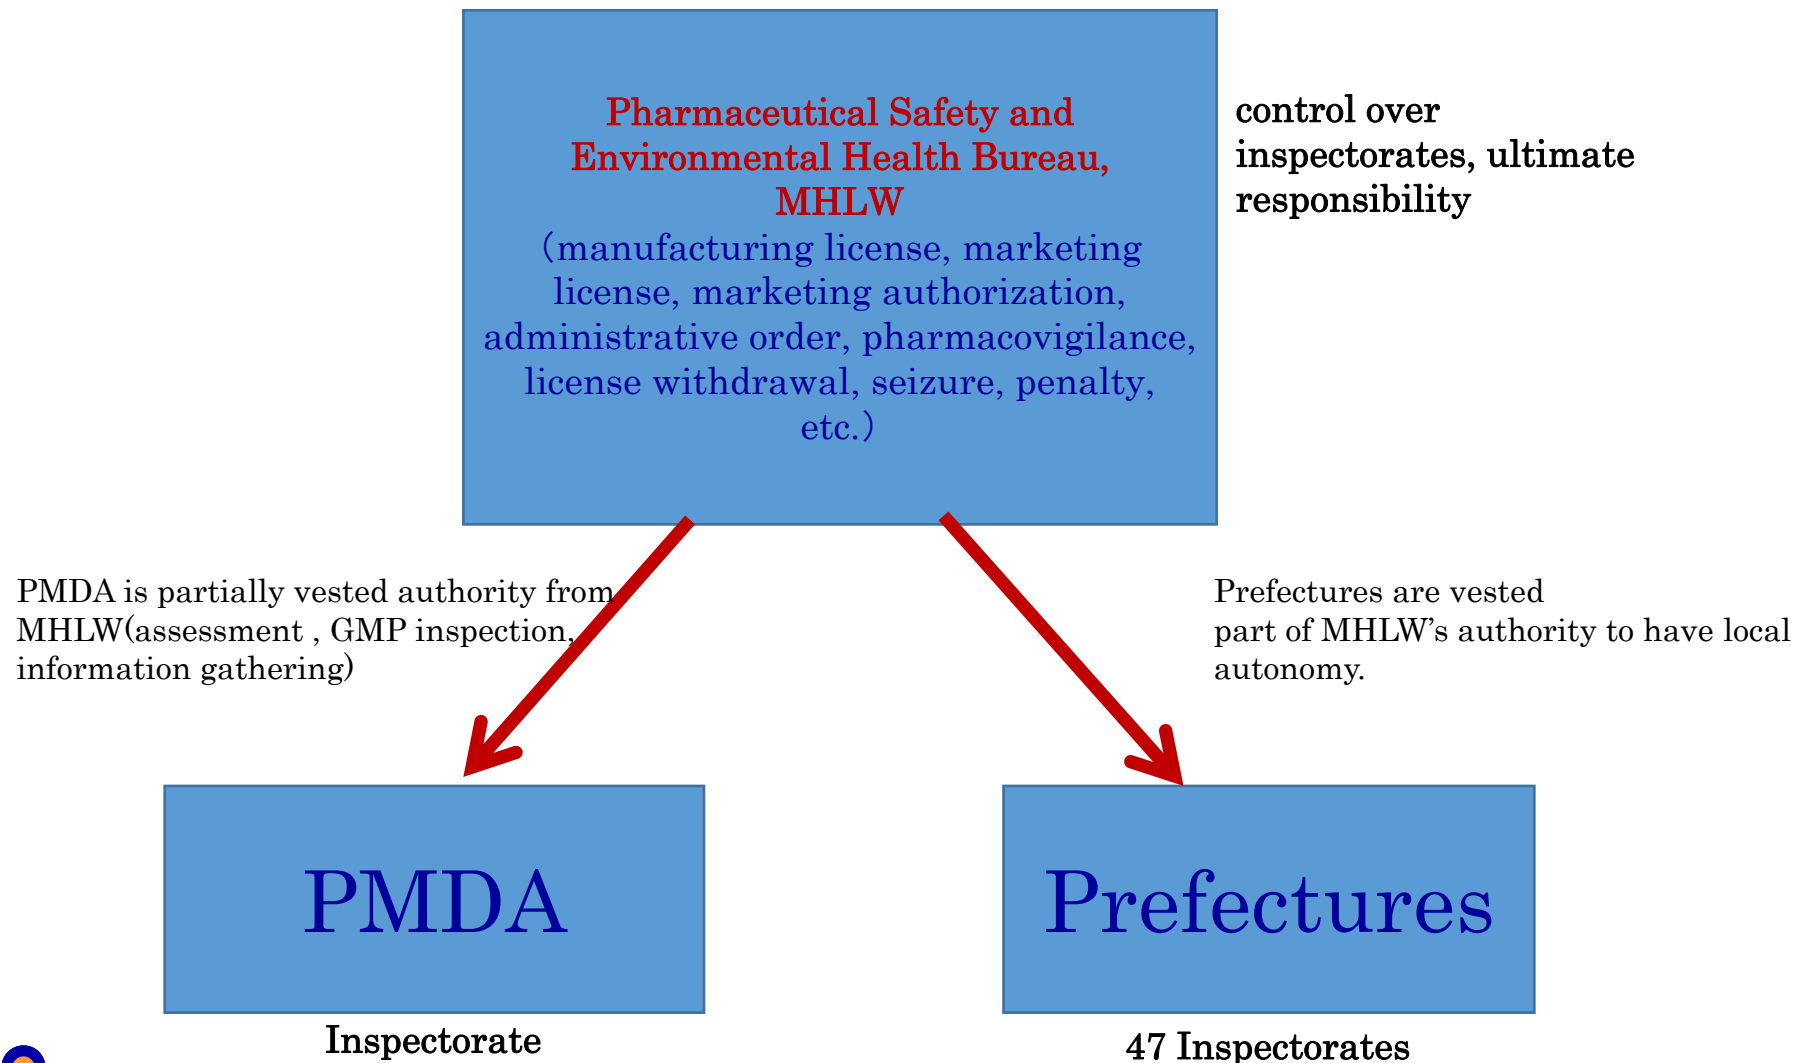 Pharmaceutical Safety and
Environmental Health Bureau,
MHLW
（manufacturing license, marketing
license, marketing authorization,
administrative order, pharmacovigilance,
license withdrawal, seizure, penalty,
etc.）
control over
inspectorates, ultimate
responsibility
PMDA is partially vested authority from
MHLW(assessment , GMP inspection,
information gathering)
Prefectures are vested
part of MHLW’s authority to have local
autonomy.
PMDA
Prefectures
Inspectorate
47 Inspectorates